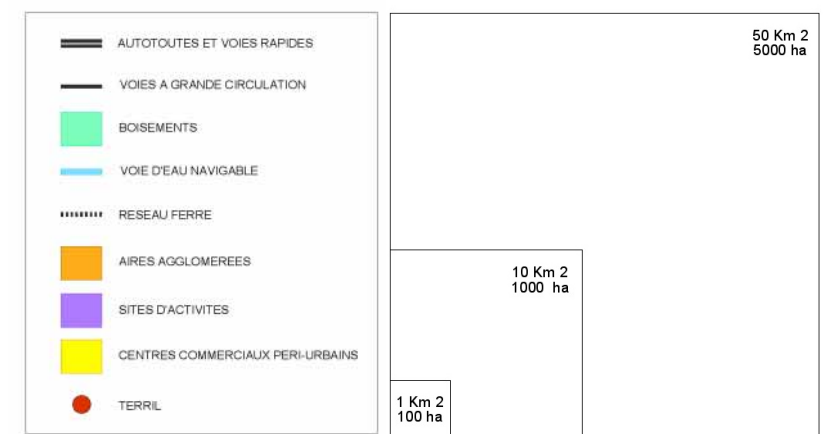 AUTOTOUTES ET VOIES RAPIDES
VOIES A GRANDE CIRCULATION
BOISEMENTS
VOIE D'EAU NAVIGABLE
RESEAU FERRE
AIRES AGGLOMEREES
SITES D'ACTIVITES
CENTRES COMMERCIAUX PERI-URBAINS
TERRIL
50 Km 2
5000 ha
10 Km 2
1000 ha
1 Km 2
100 ha